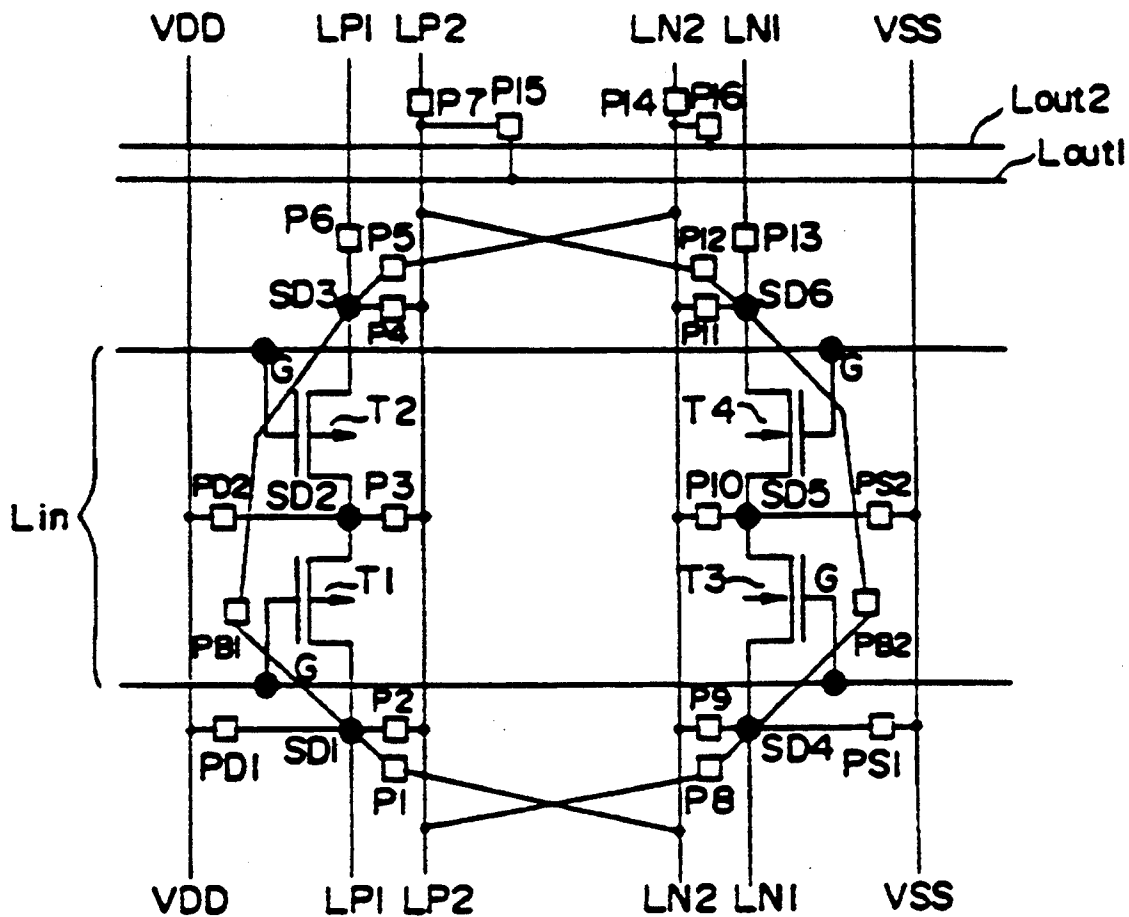 VDD LP1 LP2 LN2 LN1 VSS
P7 P15 P14 P16 Lout2
Lout1
P6 P5 P12 P13
SD3 SD6
P4 P11
G G
T2 T4
PD2 SD2 P3 P10 SD5 PS2
Lin
T1 T3 G
PB1 PB2
G
P2 P9
PD1 SD1 SD4 PS1
P1 P8
VDD LP1 LP2 LN2 LN1 VSS